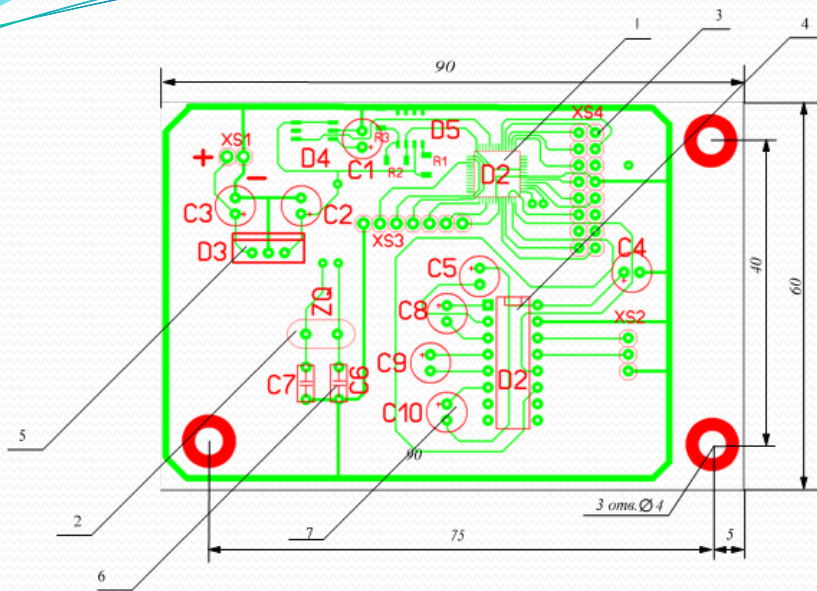 1
3
4
90
XS1
+
−
D4
C1
R3
D5
R2
R1
D2
XS4
C3
C2
XS3
D3
C5
C4
40
60
ZQ
C8
XS2
C9
D2
C7
C6
C10
90
5
2
7
3 отв.∅ 4
75
5
6